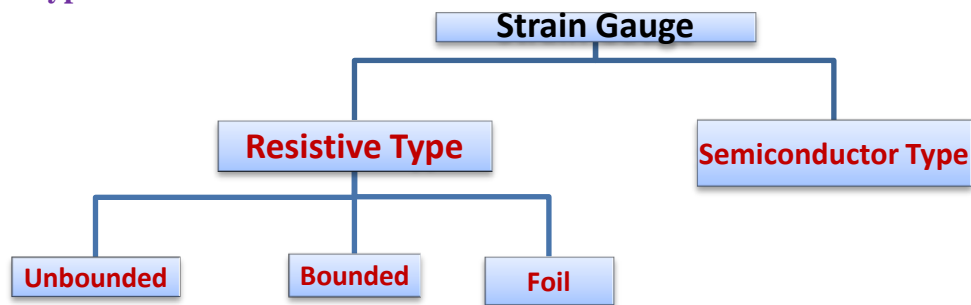 Strain Gauge
Resistive Type
Semiconductor Type
Unbounded
Bounded
Foil